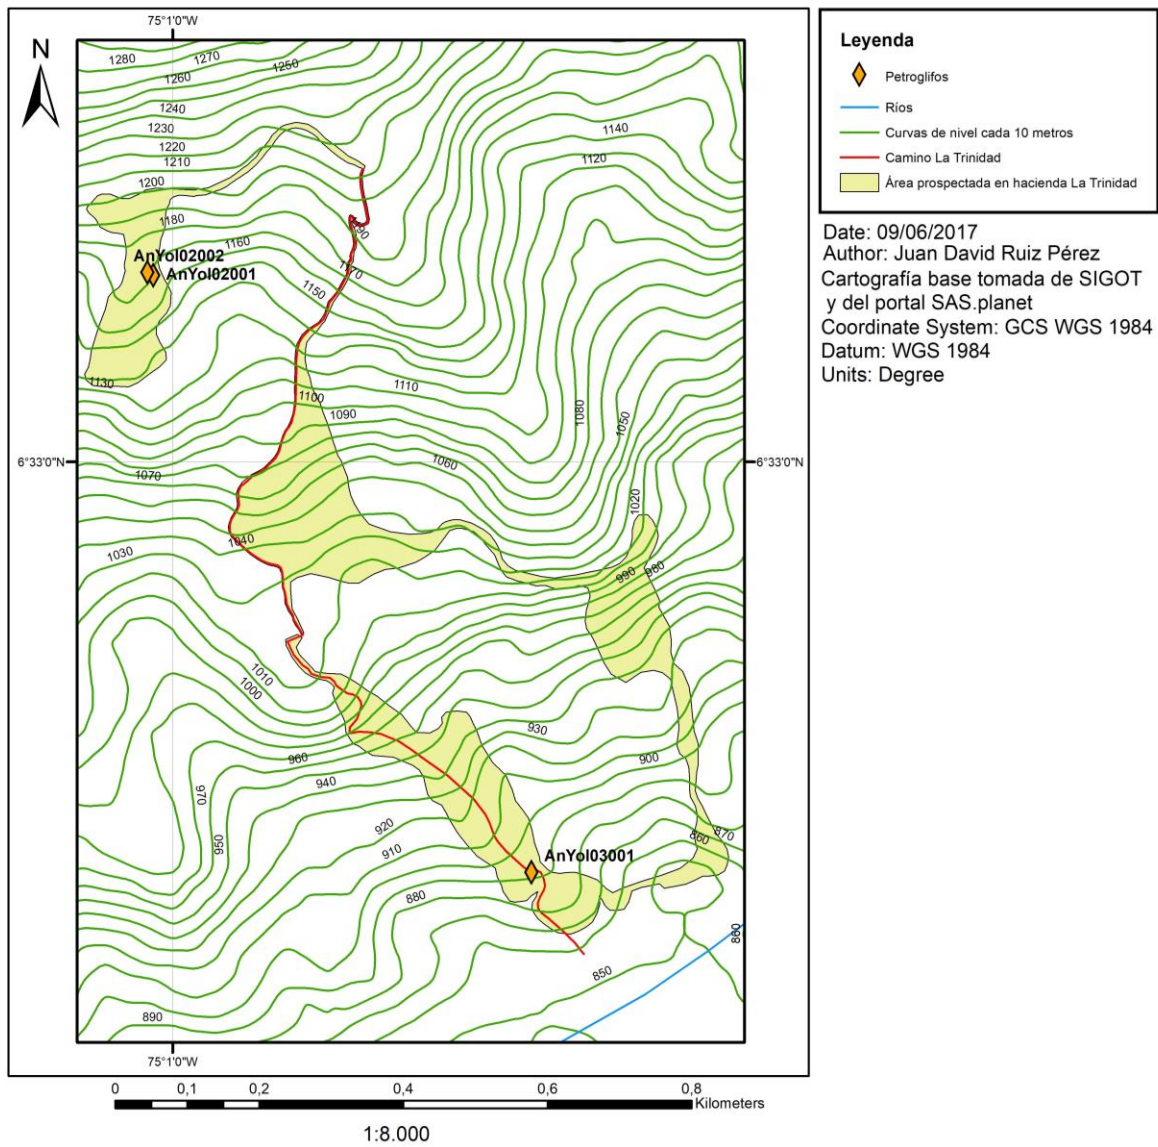 75°1'0"W
N
1280
1270
1260
1250
1240
1230
1220
1210
1200
1180
1160
1190
1170
1150
1140
1120
AnYol02002
AnYol02001
1130
1110
1100
1090
1080
1050
1060
1070
6°33'0"N
6°33'0"N
1020
1040
1030
990
980
1010
1000
930
960
900
940
970
950
920
910
870
860
AnYol03001
880
860
850
890
75°1'0"W
0
0,1
0,2
0,4
0,6
0,8
Kilometers
1:8.000
Leyenda
Petroglifos
Ríos
Curvas de nivel cada 10 metros
Camino La Trinidad
Área prospectada en hacienda La Trinidad
Date: 09/06/2017
Author: Juan David Ruiz Pérez
Cartografía base tomada de SIGOT
y del portal SAS.planet
Coordinate System: GCS WGS 1984
Datum: WGS 1984
Units: Degree